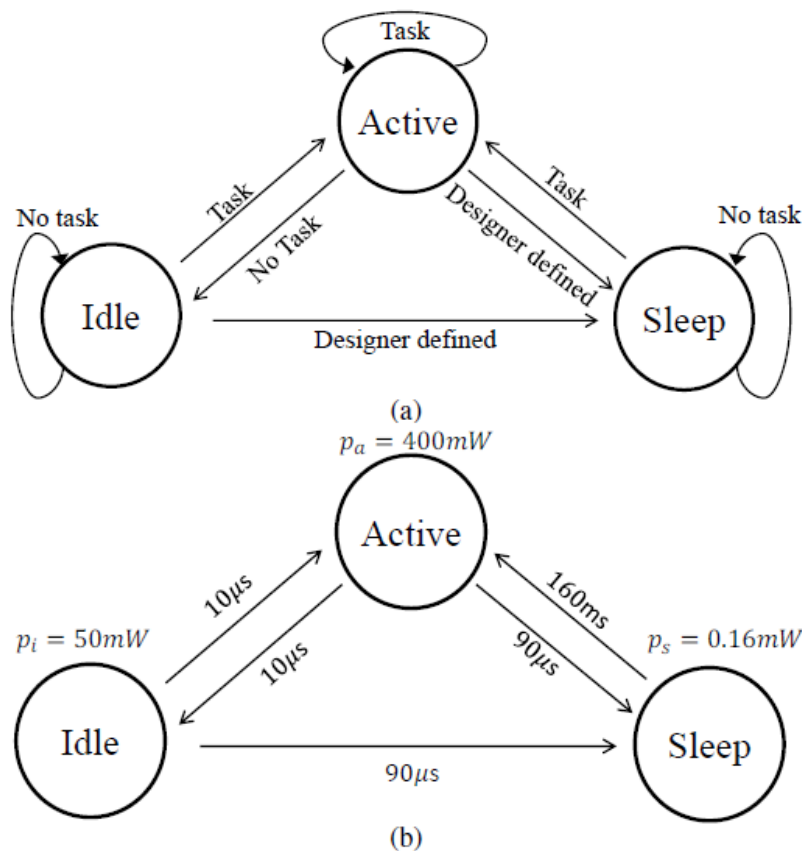 Task
Active
Task
Task
No task
No Task
Designer defined
No task
Idle
Sleep
Designer defined
(a)
p_a = 400mW
Active
10μs
160ms
p_i = 50mW
10μs
90μs
p_s = 0.16mW
Idle
Sleep
90μs
(b)